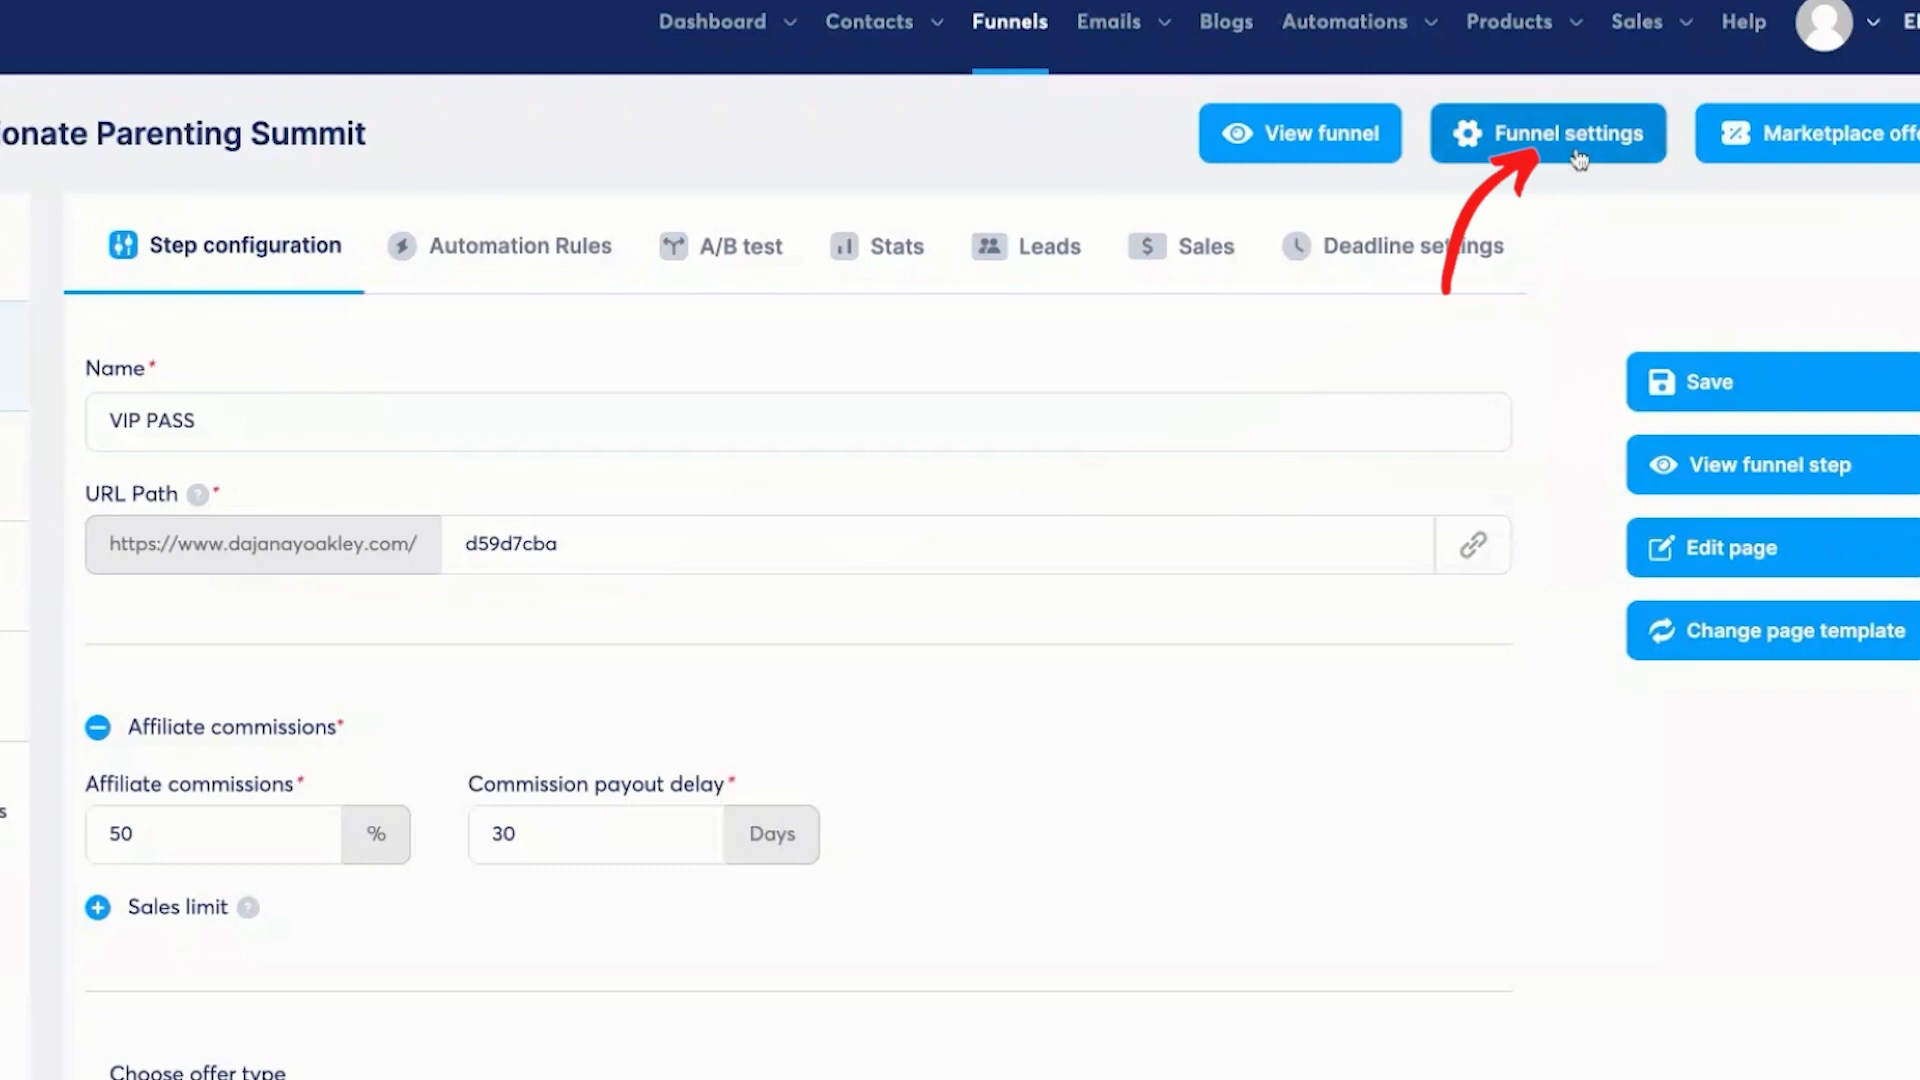 Dashboard Contacts Funnels Emails Blogs Automations Products Sales Help
onate Parenting Summit
View funnel
Funnel settings
Marketplace offe
Step configuration
Automation Rules
A/B test
Stats
Leads
Sales
Deadline settings
Name*
VIP PASS
URL Path ?*
https://www.dajanayoakley.com/ d59d7cba
Save
View funnel step
Edit page
Change page template
Affiliate commissions*
Affiliate commissions* Commission payout delay*
50 % 30 Days
Sales limit ?
Choose offer type